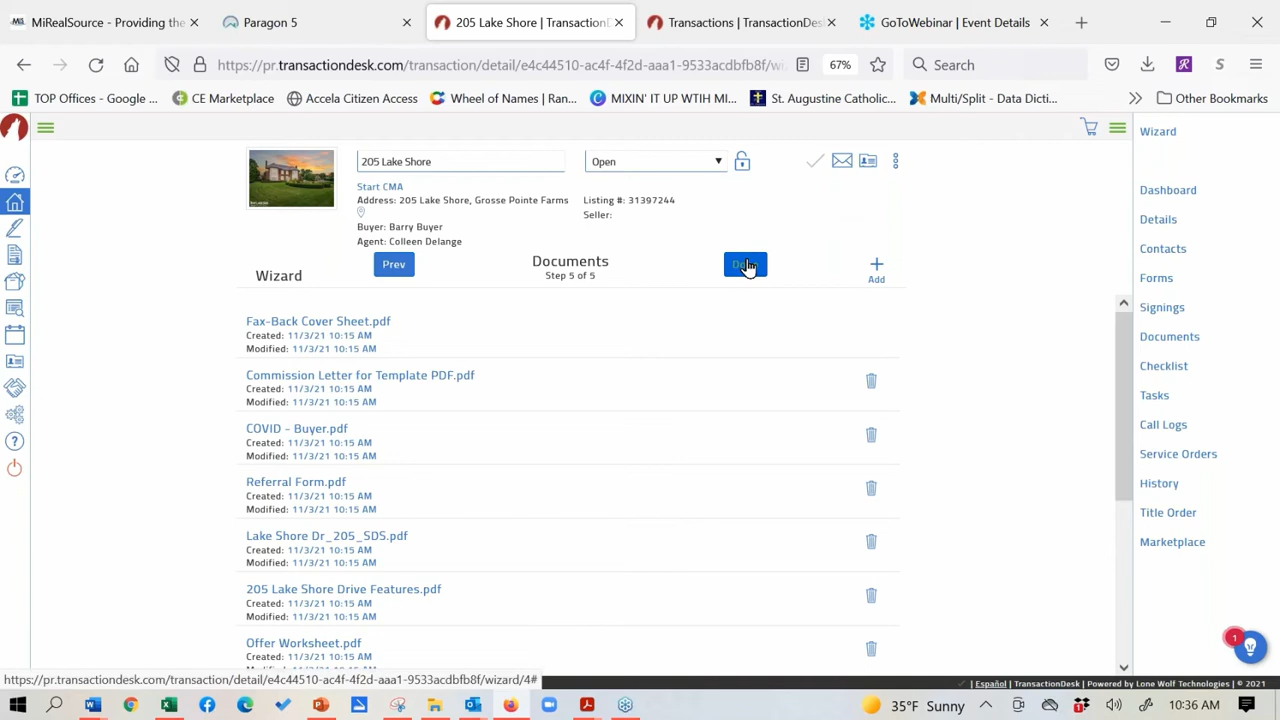 MiRealSource - Providing the
Paragon 5
205 Lake Shore | TransactionD
Transactions | TransactionDes
GoToWebinar | Event Details
https://pr.transactiondesk.com/transaction/detail/e4c44510-ac4f-4f2d-aaa1-9533acdbfb8f/wiz
67%
Search
TOP Offices - Google ...
CE Marketplace
Accela Citizen Access
Wheel of Names | Ran...
MIXIN' IT UP WTIH MI...
St. Augustine Catholic...
Multi/Split - Data Dicti...
Other Bookmarks
205 Lake Shore
Open
Start CMA
Address: 205 Lake Shore, Grosse Pointe Farms
Listing #: 31397244
Seller:
Buyer: Barry Buyer
Agent: Colleen Delange
Wizard
Prev
Documents
Step 5 of 5
Add
Fax-Back Cover Sheet.pdf
Created: 11/3/21 10:15 AM
Modified: 11/3/21 10:15 AM
Commission Letter for Template PDF.pdf
Created: 11/3/21 10:15 AM
Modified: 11/3/21 10:15 AM
COVID - Buyer.pdf
Created: 11/3/21 10:15 AM
Modified: 11/3/21 10:15 AM
Referral Form.pdf
Created: 11/3/21 10:15 AM
Modified: 11/3/21 10:15 AM
Lake Shore Dr_205_SDS.pdf
Created: 11/3/21 10:15 AM
Modified: 11/3/21 10:15 AM
205 Lake Shore Drive Features.pdf
Created: 11/3/21 10:15 AM
Modified: 11/3/21 10:15 AM
Offer Worksheet.pdf
Created: 11/3/21 10:15 AM
Wizard
Dashboard
Details
Contacts
Forms
Signings
Documents
Checklist
Tasks
Call Logs
Service Orders
History
Title Order
Marketplace
1
https://pr.transactiondesk.com/transaction/detail/e4c44510-ac4f-4f2d-aaa1-9533acdbfb8f/wizard/4#
Español | TransactionDesk | Powered by Lone Wolf Technologies | © 2021
35°F Sunny
10:36 AM